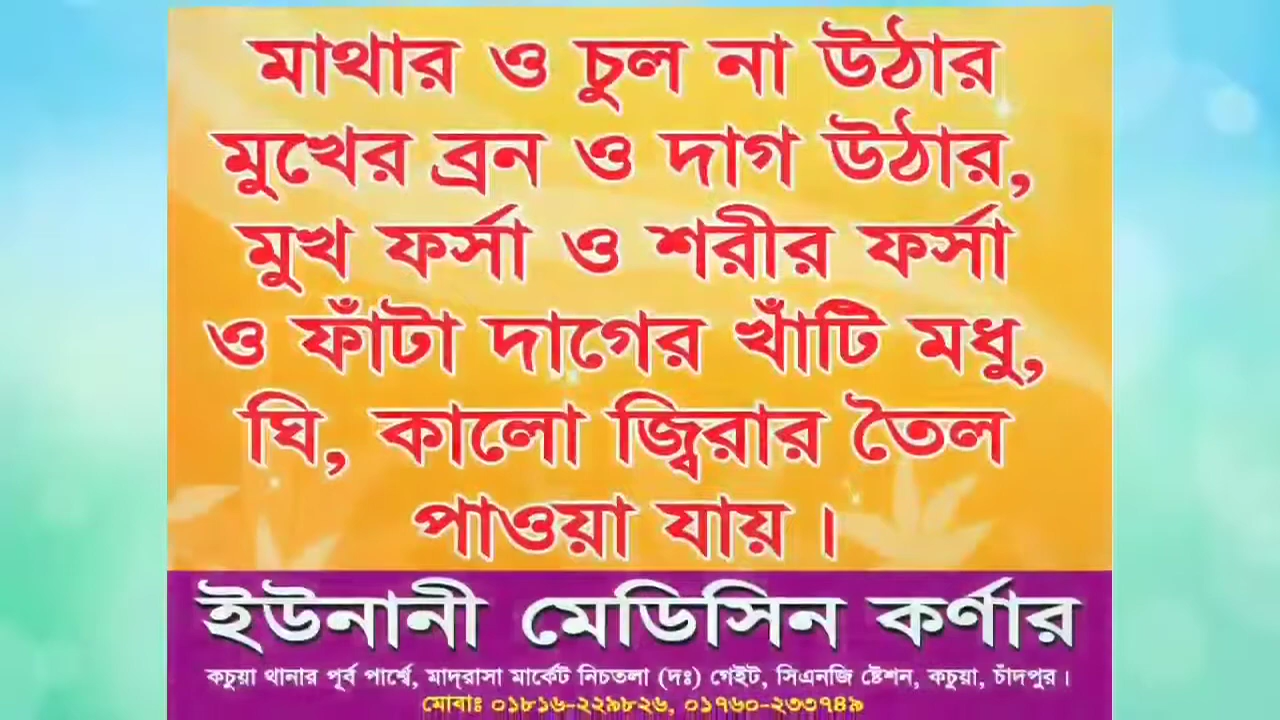 মাথার ও চুল না উঠার
মুখের ব্রন ও দাগ উঠার,
মুখ ফর্সা ও শরীর ফর্সা
ও ফাঁটা দাগের খাঁটি মধু,
ঘি, কালো জ্বিরার তৈল
পাওয়া যায়।
ইউনানী মেডিসিন কর্ণার
কচুয়া থানার পূর্ব পার্শ্বে, মাদ্রাসা মার্কেট নিচতলা (দঃ) গেইট, সিএনজি ষ্টেশন, কচুয়া, চাঁদপুর।
মোবাঃ ০১৮১৬-২২৯৮২৬, ০১৭৬০-২৩৩৭৪৯